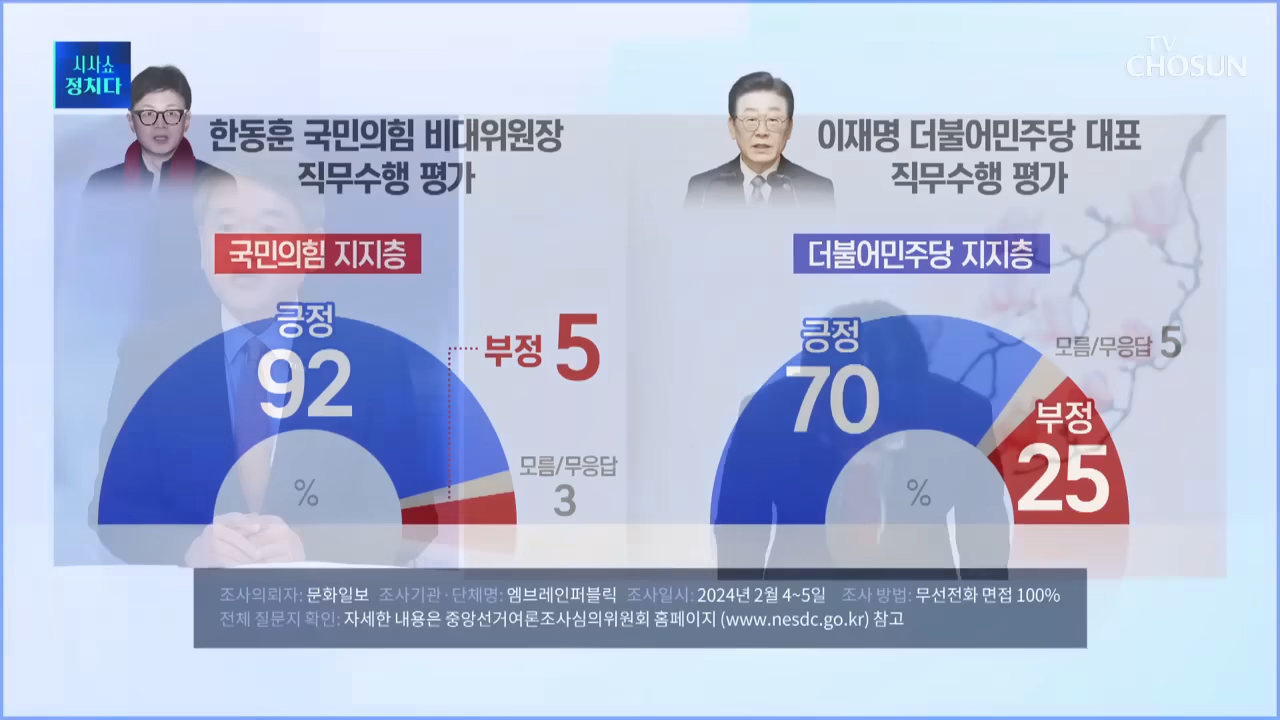 시사쇼
정치다
TV
CHOSUN
한동훈 국민의힘 비대위원장
직무수행 평가
국민의힘 지지층
긍정
92
부정 5
모름/무응답
3
%
이재명 더불어민주당 대표
직무수행 평가
더불어민주당 지지층
긍정
70
모름/무응답 5
부정
25
%
조사의뢰자: 문화일보 조사기관·단체명: 엠브레인퍼블릭 조사일시: 2024년 2월 4~5일 조사 방법: 무선전화 면접 100%
전체 질문지 확인: 자세한 내용은 중앙선거여론조사심의위원회 홈페이지 (www.nesdc.go.kr) 참고